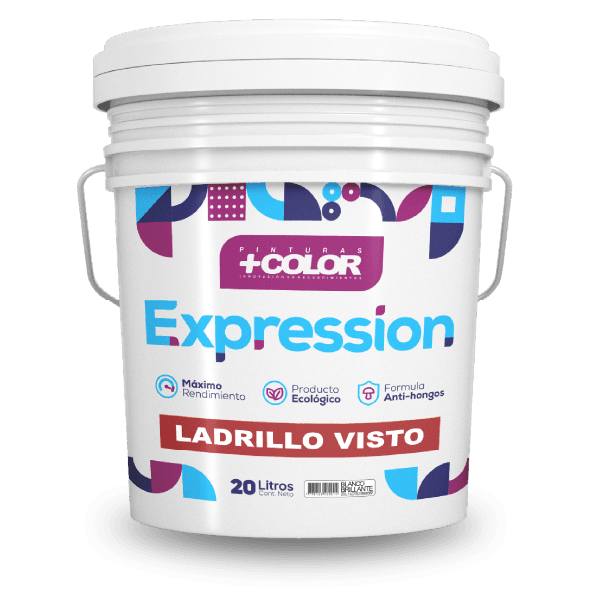 PINTURAS
+COLOR
Expression
Máximo
Rendimiento
Producto
Ecológico
Formula
Anti-hongos
LADRILLO VISTO
20 Litros
Cont. Neto
BLANCO
BRILLANTE